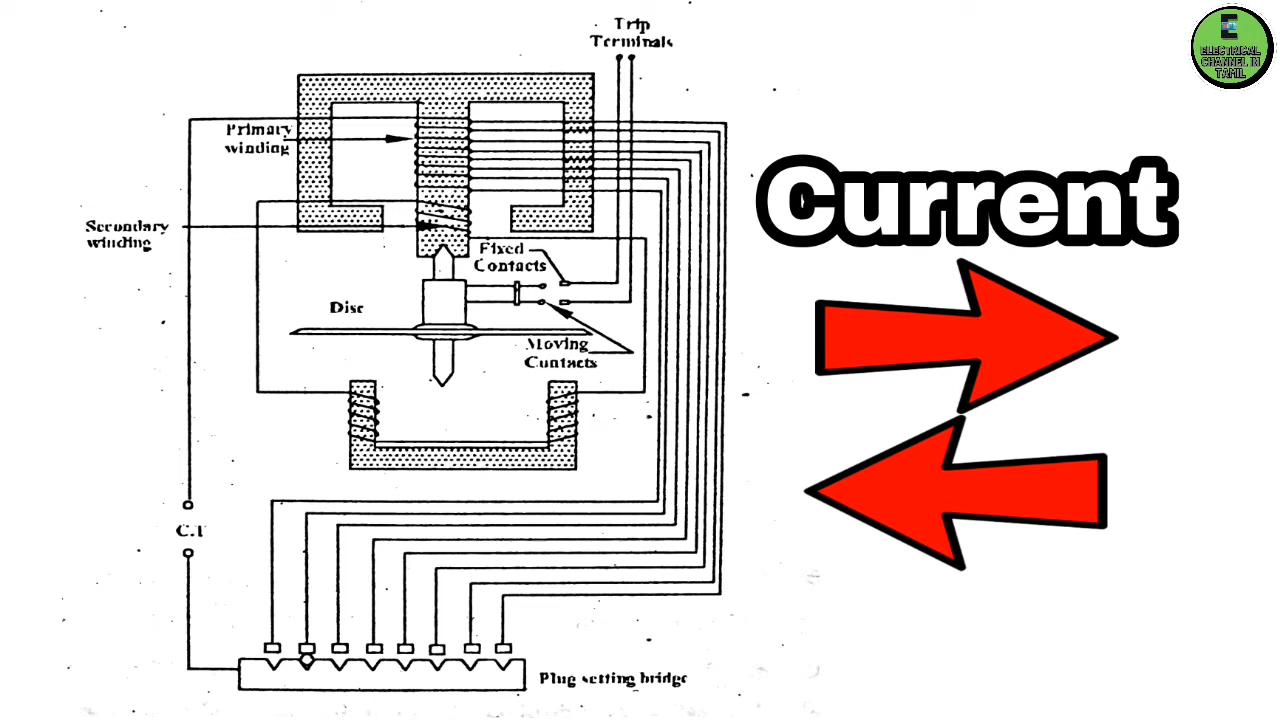 Trip
Terminals
ELECTRICAL
CHANNEL IN
TAMIL
Primary
winding
Current
Secondary
winding
Fixed
Contacts
Disc
Moving
Contacts
C.T
Plug setting bridge